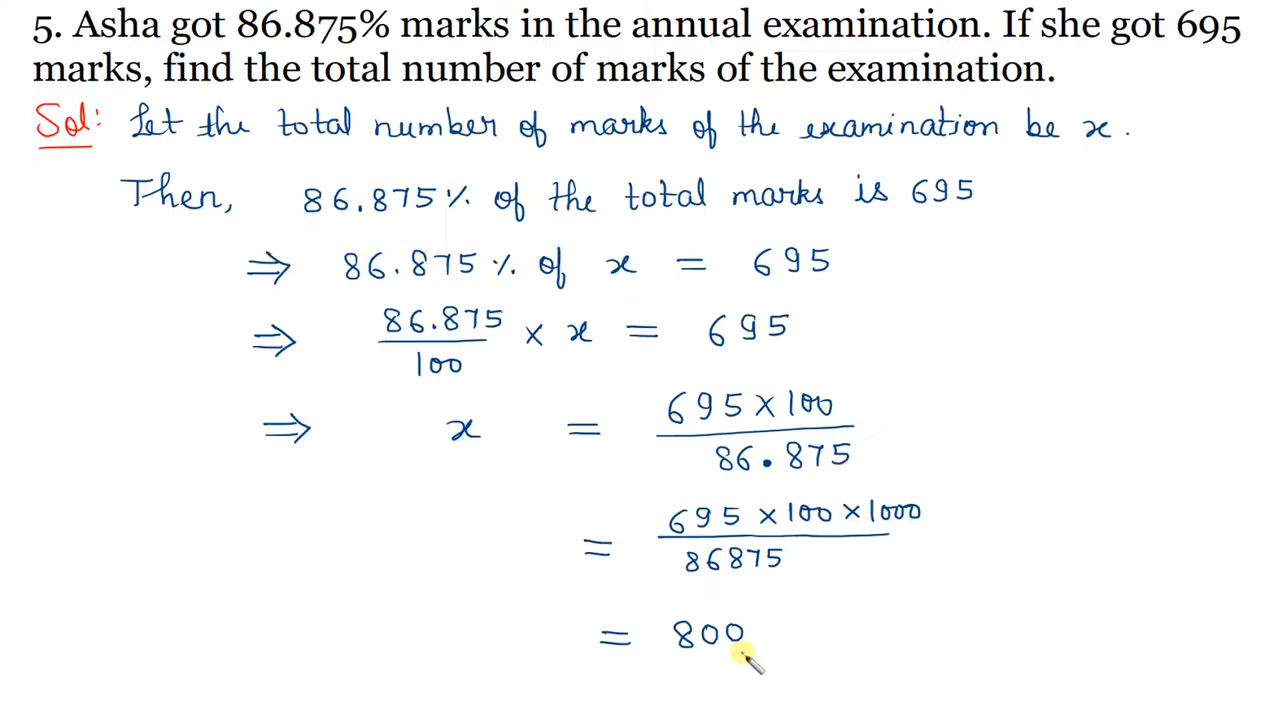 5. Asha got 86.875% marks in the annual examination. If she got 695
marks, find the total number of marks of the examination.
Sol: Let the total number of marks of the examination be x.
Then, 86.875% of the total marks is 695
⇒ 86.875% of x = 695
⇒ 86.875/100 × x = 695
⇒ x = 695 × 100/86.875
= 695 × 100 × 1000/86875
= 800